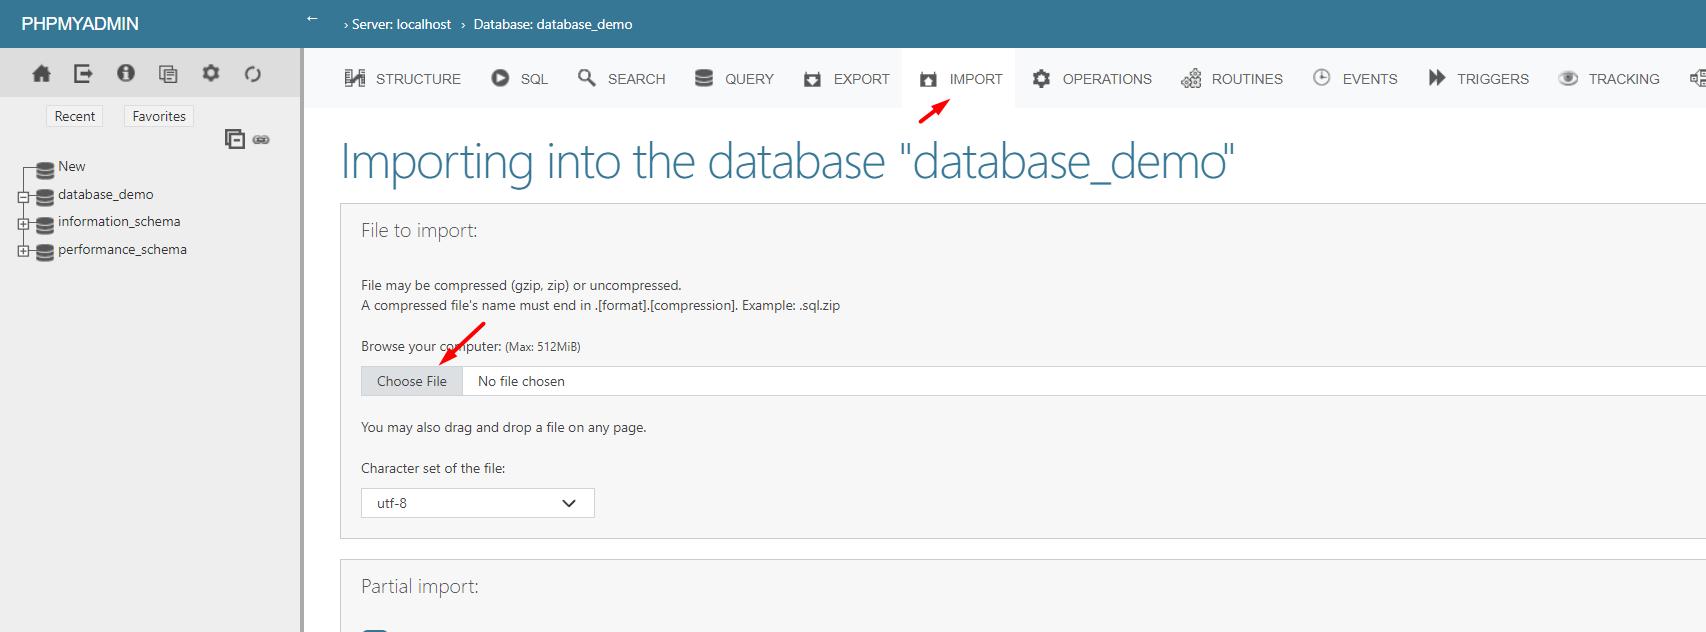 PHPMYADMIN
← › Server: localhost › Database: database_demo
STRUCTURE SQL SEARCH QUERY EXPORT IMPORT OPERATIONS ROUTINES EVENTS TRIGGERS TRACKING
Recent Favorites
New
database_demo
information_schema
performance_schema
Importing into the database "database_demo"
File to import:
File may be compressed (gzip, zip) or uncompressed.
A compressed file's name must end in .[format].[compression]. Example: .sql.zip
Browse your computer: (Max: 512MiB)
Choose File No file chosen
You may also drag and drop a file on any page.
Character set of the file:
utf-8
Partial import: